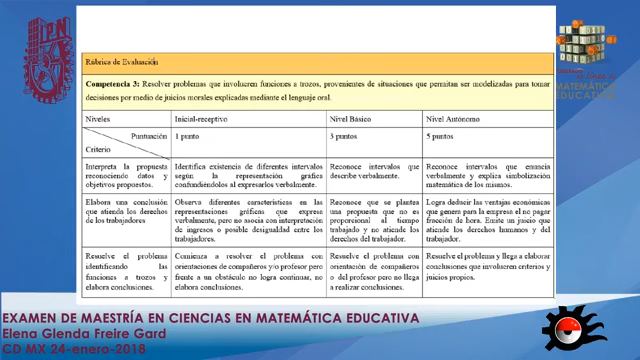 Rúbrica de Evaluación
Competencia 3: Resolver problemas que involucren funciones a trozos, provenientes de situaciones que permitan ser modelizadas para tomar
decisiones por medio de juicios morales explicadas mediante el lenguaje oral.
Niveles
Puntuación
Criterio
Inicial-receptivo
1 punto
Nivel Básico
3 puntos
Nivel Autónomo
5 puntos
Interpreta la propuesta
reconociendo datos y
objetivos propuestos.
Identifica existencia de diferentes intervalos
según la representación gráfica
confundiéndolos al expresarlos verbalmente.
Reconoce intervalos que
describe verbalmente.
Reconoce intervalos que enuncia
verbalmente y explica simbolización
matemática de los mismos.
Elabora una conclusión
que atienda los derechos
de los trabajadores
Observa diferentes características en las
representaciones gráficas que expresa
verbalmente, pero no asocia con interpretación
de ingresos o posible desigualdad entre los
trabajadores.
Reconoce que se plantea
una propuesta que no es
proporcional al tiempo
trabajado y no atiende los
derechos del trabajador.
Logra deducir las ventajas económicas
que genera para la empresa el no pagar
fracción de hora. Emite un juicio que
atiende los derechos humanos y del
trabajador.
Resuelve el problema
identificando las
funciones a trozos y
elabora conclusiones.
Comienza a resolver el problema con
orientaciones de compañeros y/o profesor pero
frente a un obstáculo no logra continuar, no
elabora conclusiones.
Resuelve el problema con
orientación de compañeros
o del profesor pero no llega
a realizar conclusiones.
Resuelve el problema y llega a elaborar
conclusiones que involucren criterios y
juicios propios.
MATEMÁTICA
EDUCATIVA
EXAMEN DE MAESTRÍA EN CIENCIAS EN MATEMÁTICA EDUCATIVA
Elena Glenda Freire Gard
CD MX 24-enero-2018